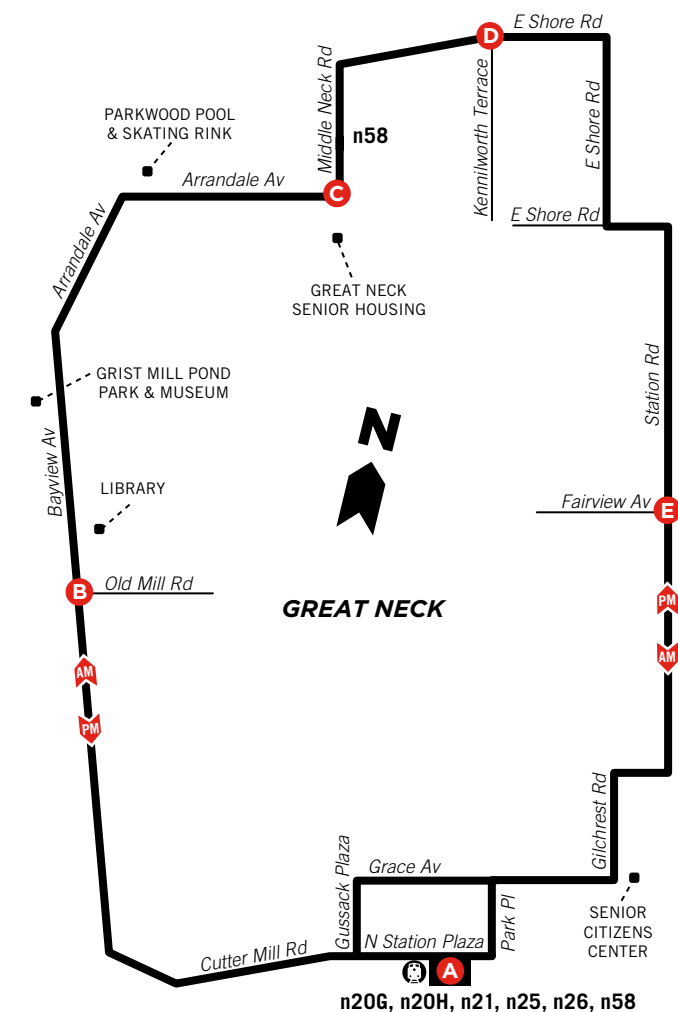 E Shore Rd
D
Middle Neck Rd
n58
Kennilworth Terrace
E Shore Rd
PARKWOOD POOL
& SKATING RINK
Arrandale Av
C
E Shore Rd
Arrandale Av
GREAT NECK
SENIOR HOUSING
Station Rd
GRIST MILL POND
PARK & MUSEUM
N
Bayview Av
LIBRARY
Fairview Av
E
B
Old Mill Rd
GREAT NECK
PM
AM
AM
PM
Gilchrest Rd
Gussack Plaza
Grace Av
Park Pl
SENIOR
CITIZENS
CENTER
N Station Plaza
Cutter Mill Rd
A
n20G, n20H, n21, n25, n26, n58